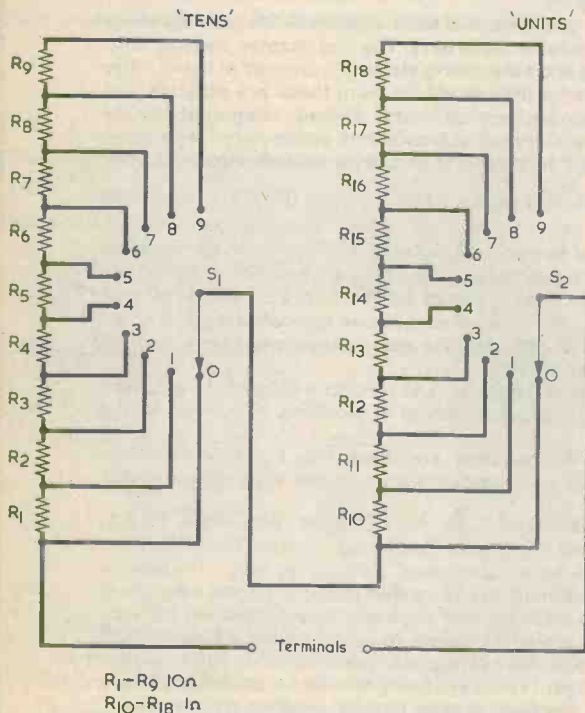 'TENS'
'UNITS'
R9
R8
R7
R6
R5
R4
R3
R2
R1
9
8
7
6
5
4
3
2
1
0
S1
R18
R17
R16
R15
R14
R13
R12
R11
R10
9
8
7
6
5
4
3
2
1
0
S2
Terminals
R1-R9 10Ω
R10-R18 1Ω